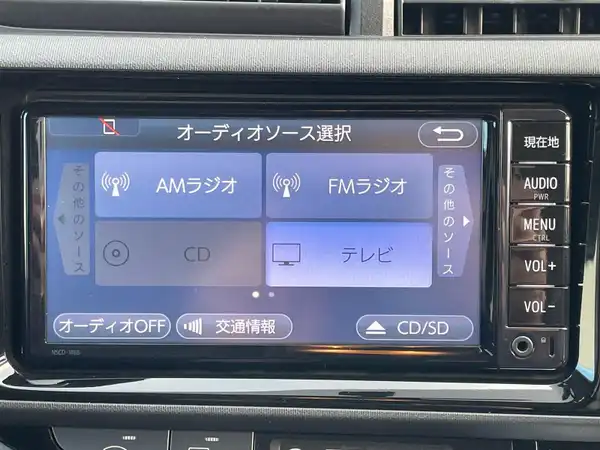 オーディオソース選択
現在地
AMラジオ
FMラジオ
AUDIO
PWR
その他のソース
その他のソース
MENU
CTRL
CD
テレビ
VOL+
VOL-
オーディオOFF
交通情報
CD/SD